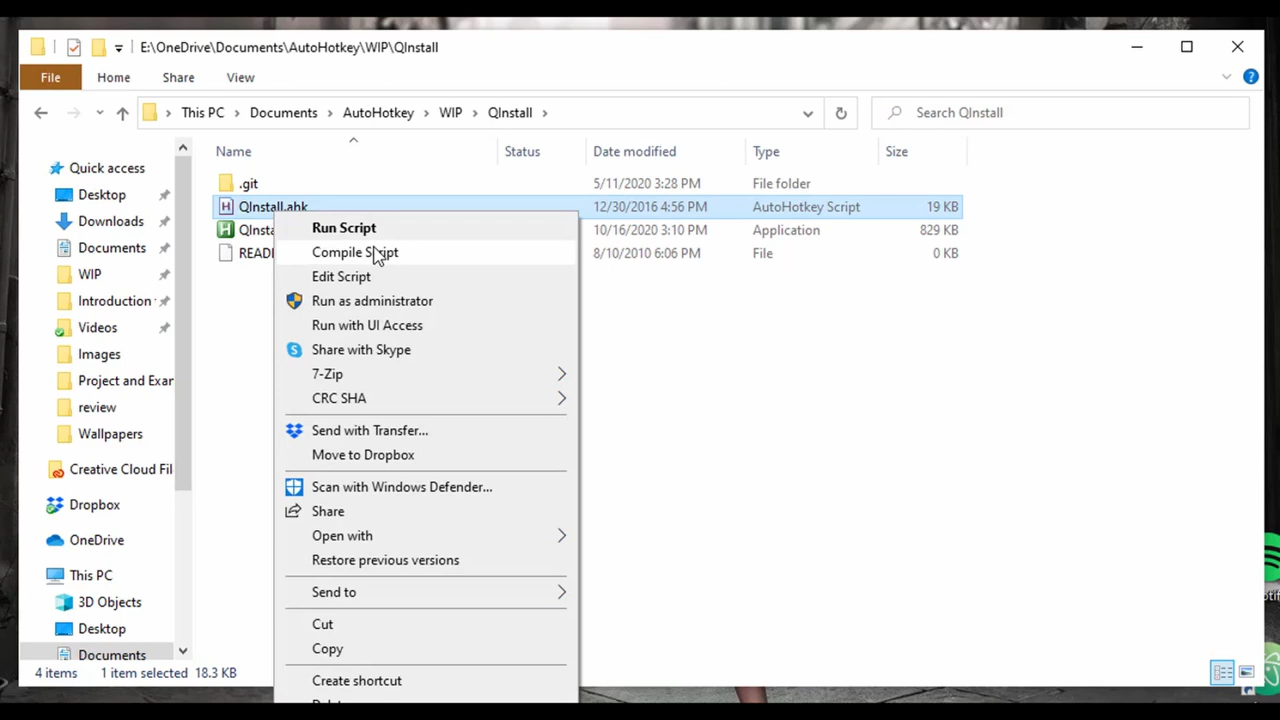 E:\OneDrive\Documents\AutoHotkey\WIP\QInstall
File Home Share View
This PC Documents AutoHotkey WIP QInstall
Search QInstall
Name Status Date modified Type Size
.git 5/11/2020 3:28 PM File folder
QInstall.ahk 12/30/2016 4:56 PM AutoHotkey Script 19 KB
QInsta 10/16/2020 3:10 PM Application 829 KB
READ 8/10/2010 6:06 PM File 0 KB
Quick access
Desktop
Downloads
Documents
WIP
Introduction
Videos
Images
Project and Exar
review
Wallpapers
Creative Cloud Fil
Dropbox
OneDrive
This PC
3D Objects
Desktop
Documents
Run Script
Compile Script
Edit Script
Run as administrator
Run with UI Access
Share with Skype
7-Zip
CRC SHA
Send with Transfer...
Move to Dropbox
Scan with Windows Defender...
Share
Open with
Restore previous versions
Send to
Cut
Copy
Create shortcut
4 items 1 item selected 18.3 KB